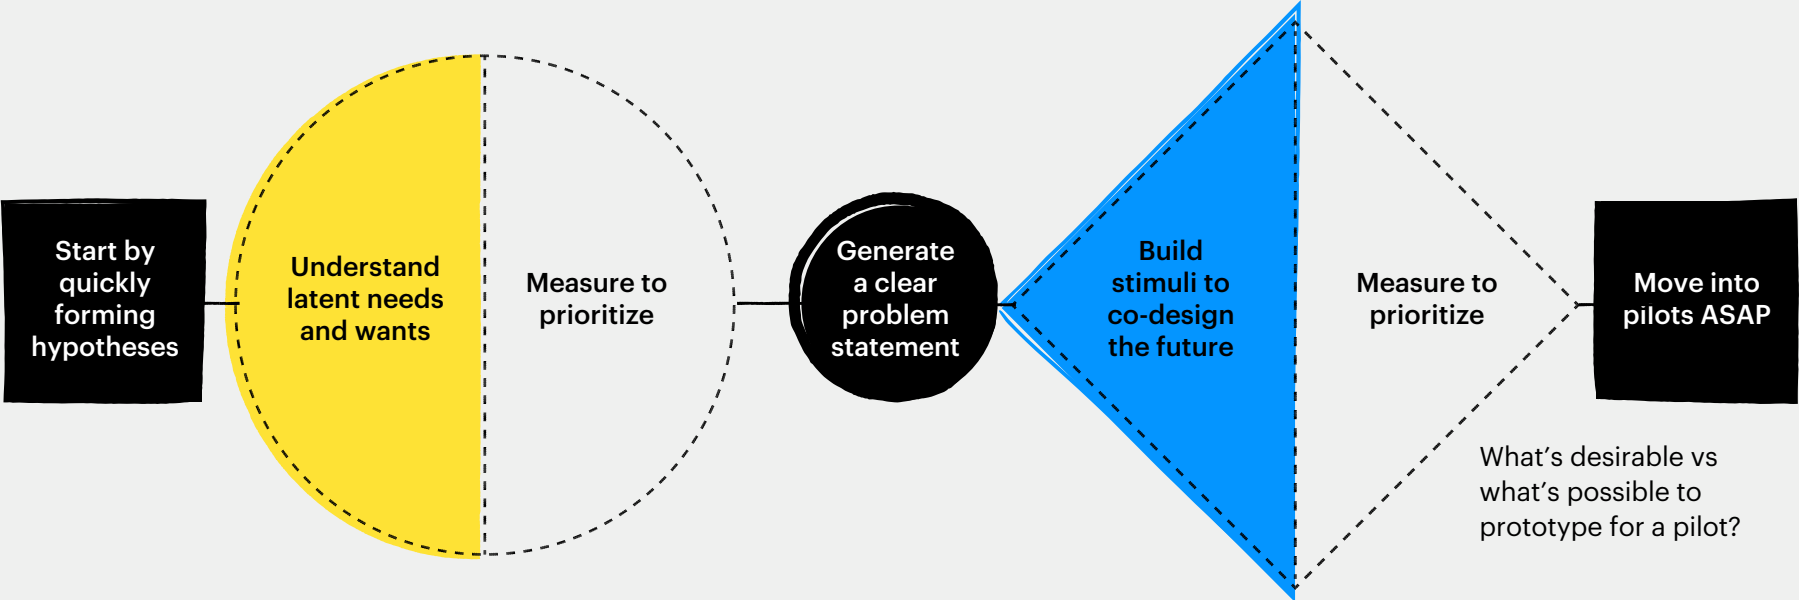 Start by
quickly
forming
hypotheses
Understand
latent needs
and wants
Measure to
prioritize
Generate
a clear
problem
statement
Build
stimuli to
co-design
the future
Measure to
prioritize
Move into
pilots ASAP
What’s desirable vs
what’s possible to
prototype for a pilot?